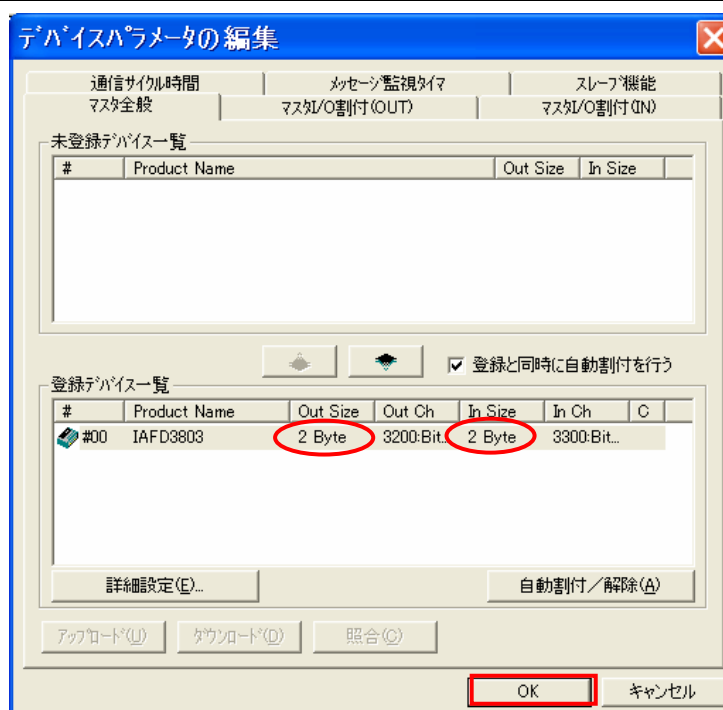 デバイスパラメータの編集
通信サイクル時間 メッセージ監視タイマ スレーブ機能
マスタ全般 マスタI/O割付(OUT) マスタI/O割付(IN)
未登録デバイス一覧
# Product Name Out Size In Size
登録と同時に自動割付を行う
登録デバイス一覧
# Product Name Out Size Out Ch In Size In Ch C
#00 IAFD3803 2 Byte 3200:Bit... 2 Byte 3300:Bit...
詳細設定(E)... 自動割付／解除(A)
アップロード(U) ダウンロード(D) 照合(C)
OK キャンセル